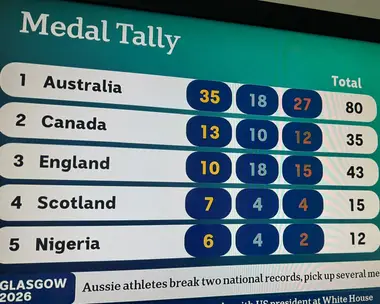 Medal Tally
Total
1 Australia 35 18 27 80
2 Canada 13 10 12 35
3 England 10 18 15 43
4 Scotland 7 4 4 15
5 Nigeria 6 4 2 12
GLASGOW
2026
Aussie athletes break two national records, pick up several me
with US president at White House